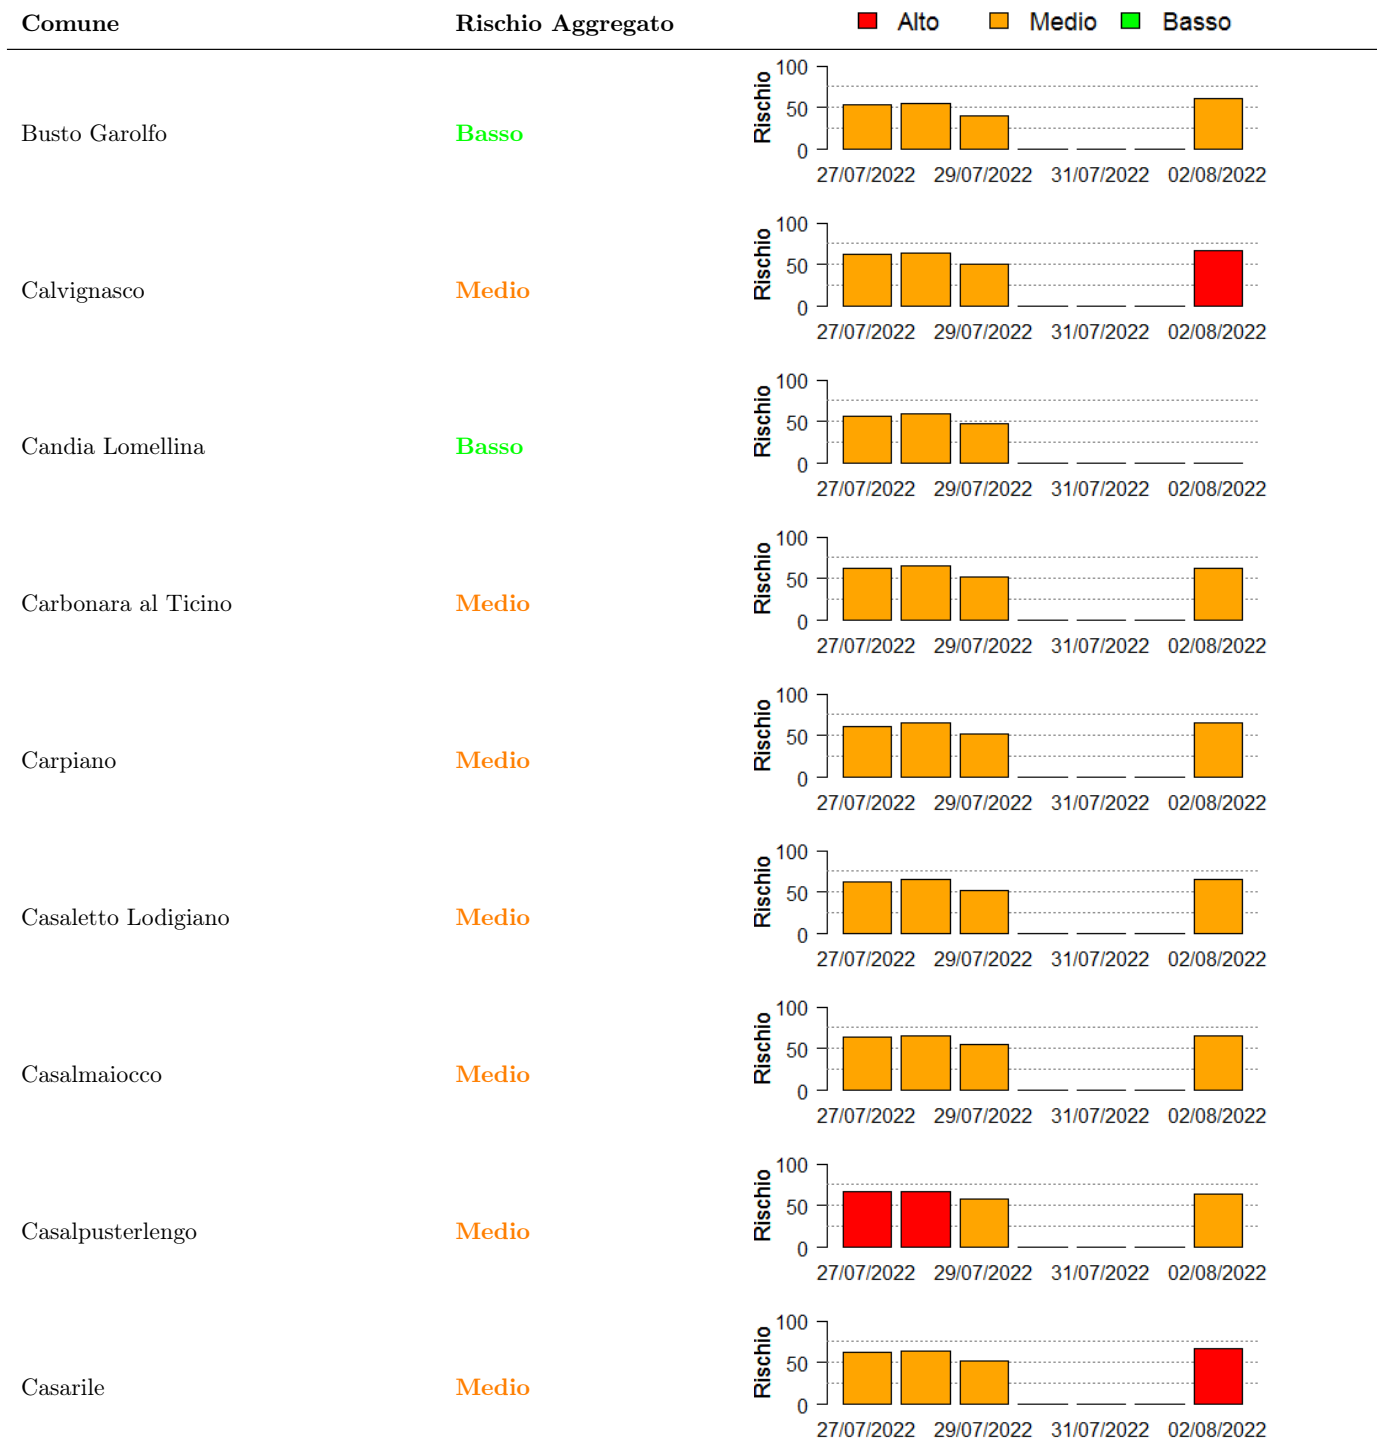 Comune Rischio Aggregato Alto Medio Basso
Busto Garolfo Basso
Rischio
100
50
0
27/07/2022 29/07/2022 31/07/2022 02/08/2022
Calvignasco Medio
Rischio
100
50
0
27/07/2022 29/07/2022 31/07/2022 02/08/2022
Candia Lomellina Basso
Rischio
100
50
0
27/07/2022 29/07/2022 31/07/2022 02/08/2022
Carbonara al Ticino Medio
Rischio
100
50
0
27/07/2022 29/07/2022 31/07/2022 02/08/2022
Carpiano Medio
Rischio
100
50
0
27/07/2022 29/07/2022 31/07/2022 02/08/2022
Casaletto Lodigiano Medio
Rischio
100
50
0
27/07/2022 29/07/2022 31/07/2022 02/08/2022
Casalmaiocco Medio
Rischio
100
50
0
27/07/2022 29/07/2022 31/07/2022 02/08/2022
Casalpusterlengo Medio
Rischio
100
50
0
27/07/2022 29/07/2022 31/07/2022 02/08/2022
Casarile Medio
Rischio
100
50
0
27/07/2022 29/07/2022 31/07/2022 02/08/2022